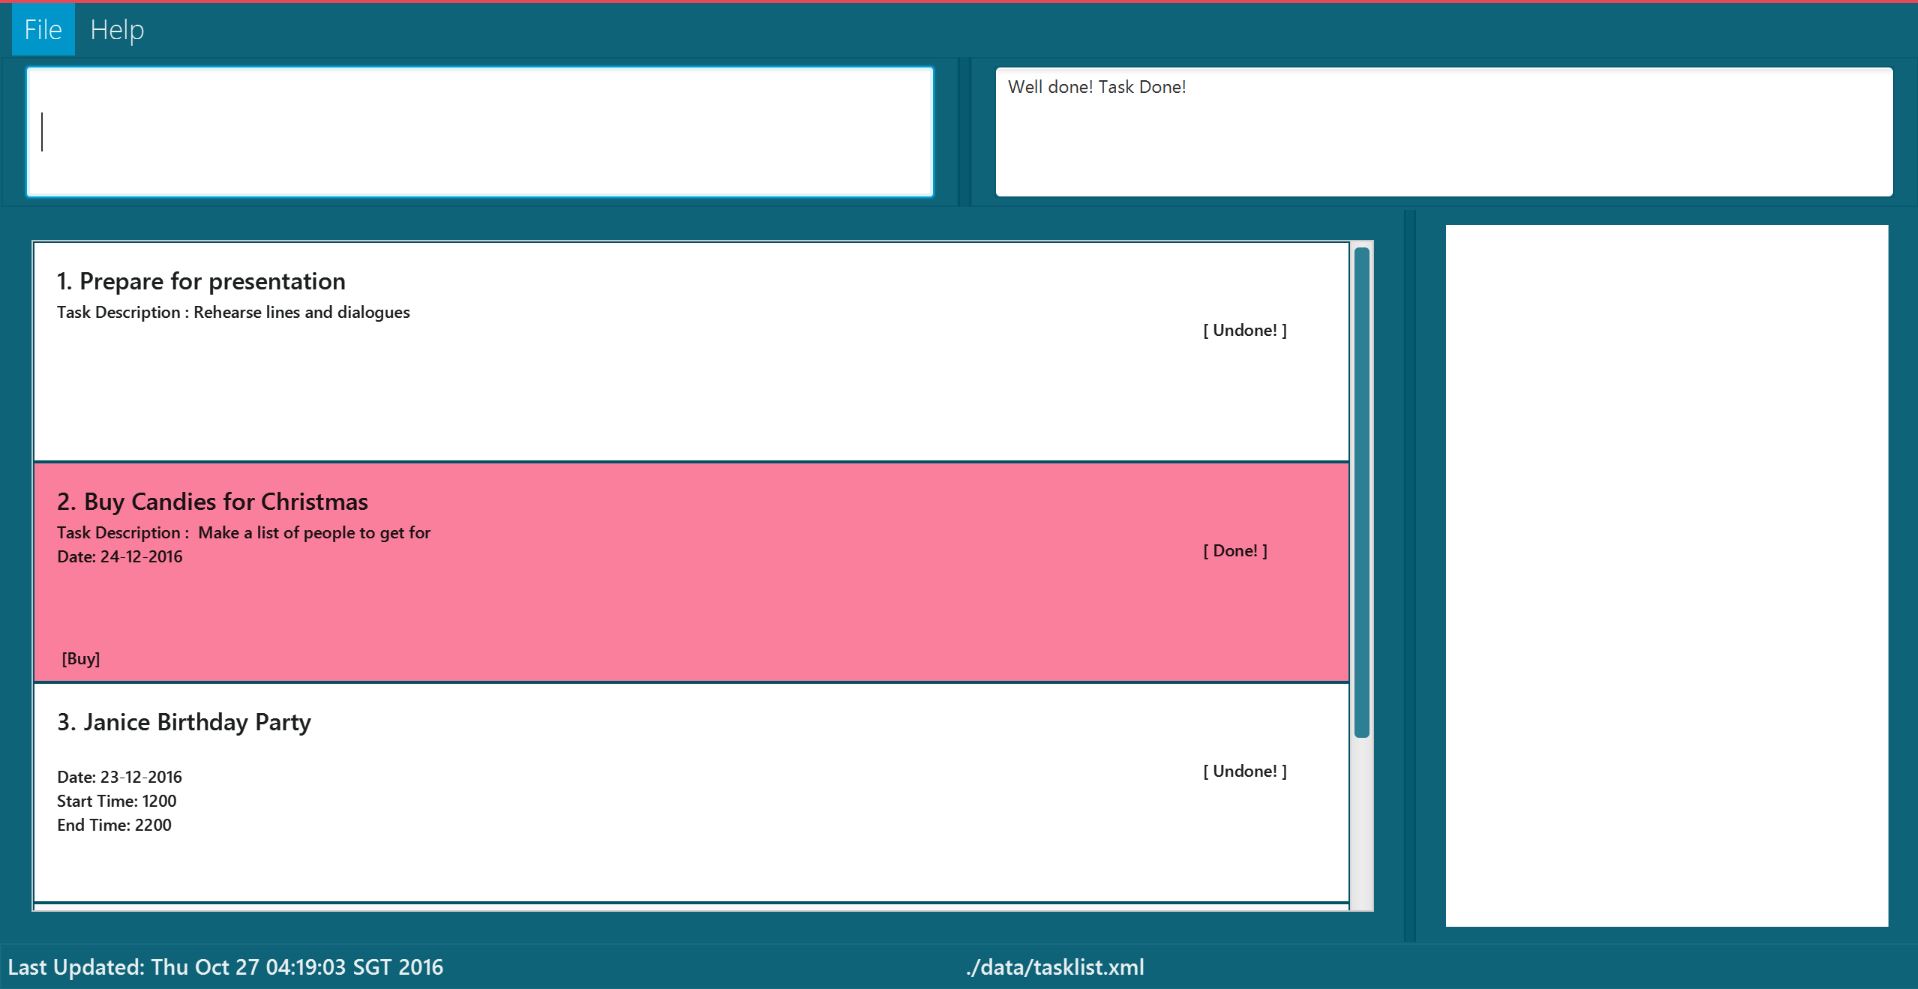 File Help
Well done! Task Done!
1. Prepare for presentation
Task Description : Rehearse lines and dialogues
[ Undone! ]
2. Buy Candies for Christmas
Task Description :  Make a list of people to get for
Date: 24-12-2016
[ Done! ]
[Buy]
3. Janice Birthday Party
Date: 23-12-2016
[ Undone! ]
Start Time: 1200
End Time: 2200
Last Updated: Thu Oct 27 04:19:03 SGT 2016
./data/tasklist.xml